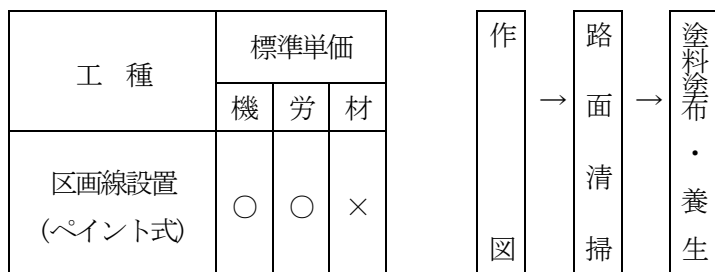 工 種
標準単価
機 労 材
区画線設置
(ペイント式)
○ ○ ×
作図
→
路面清掃
→
塗料塗布・養生